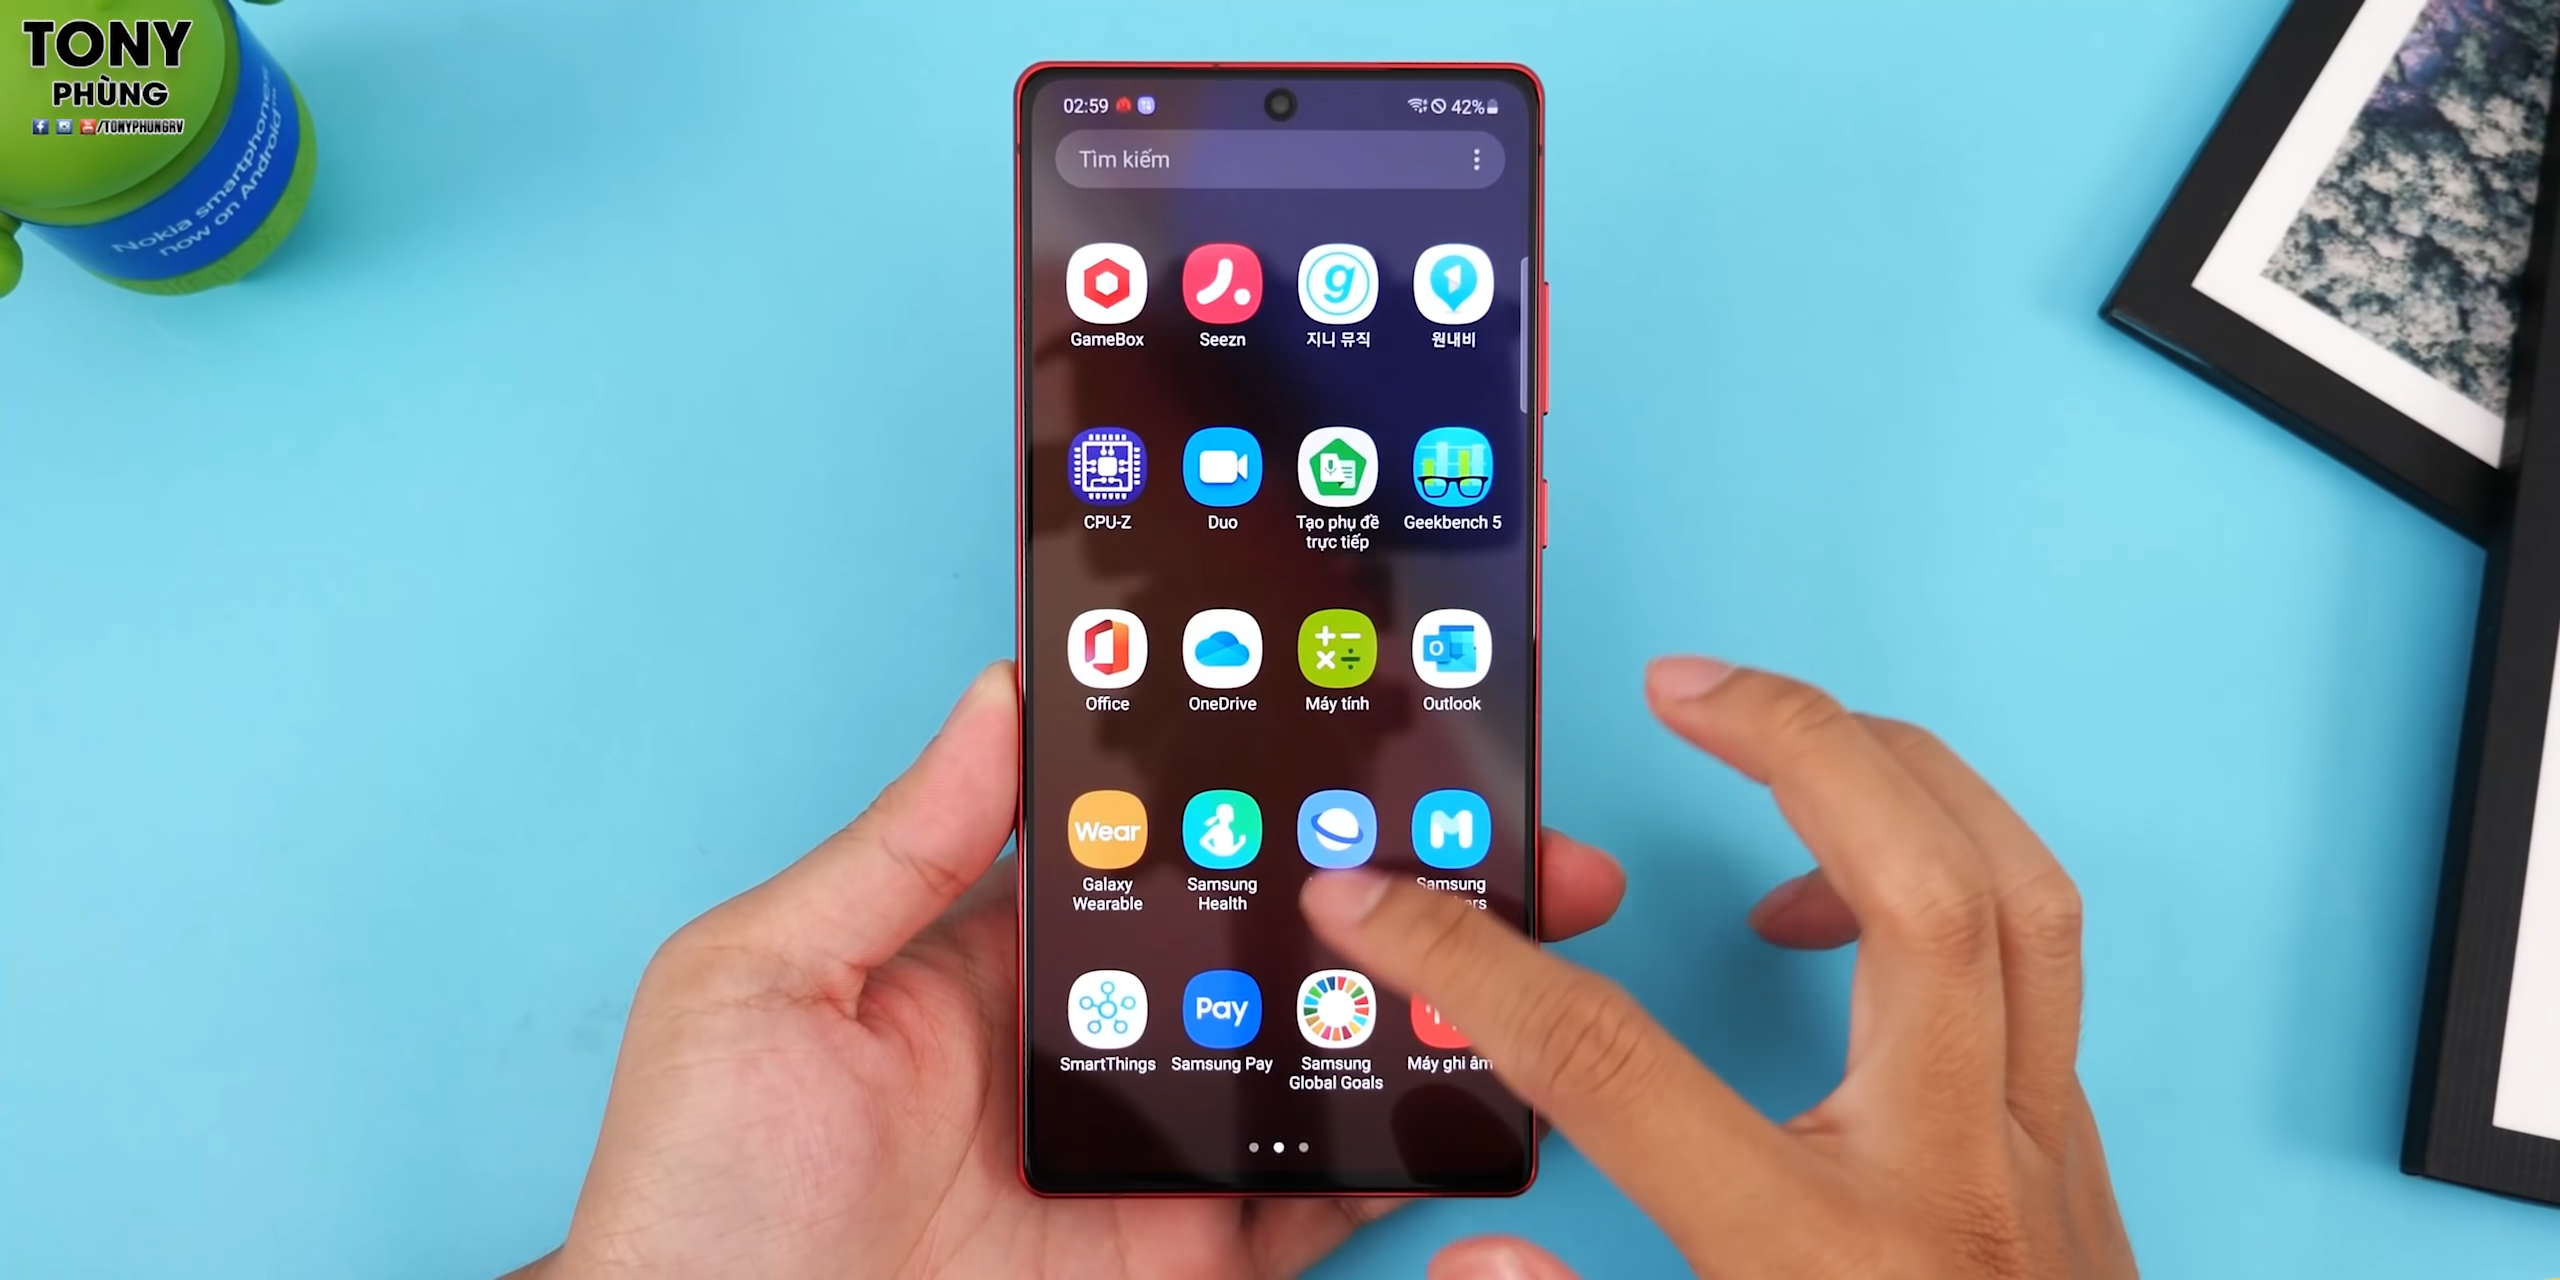 TONY
PHÙNG
/TONYPHUNGRV
Nokia smartphones
now on Android™
02:59
42%
Tìm kiếm
GameBox
Seezn
지니 뮤직
원내비
CPU-Z
Duo
Tạo phụ đề
trực tiếp
Geekbench 5
Office
OneDrive
Máy tính
Outlook
Wear
Galaxy
Wearable
Samsung
Health
Samsung
SmartThings
Pay
Samsung Pay
Samsung
Global Goals
Máy ghi âm